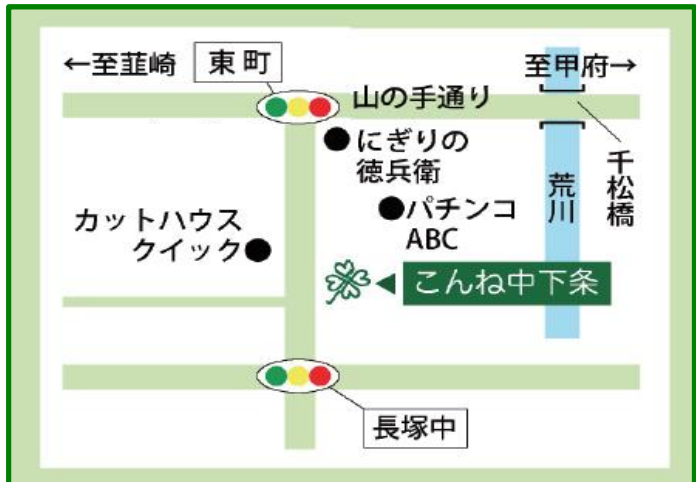 ←至韮崎
東町
至甲府→
山の手通り
にぎりの
徳兵衛
千松橋
荒川
パチンコ
ABC
カットハウス
クイック
こんね中下条
長塚中